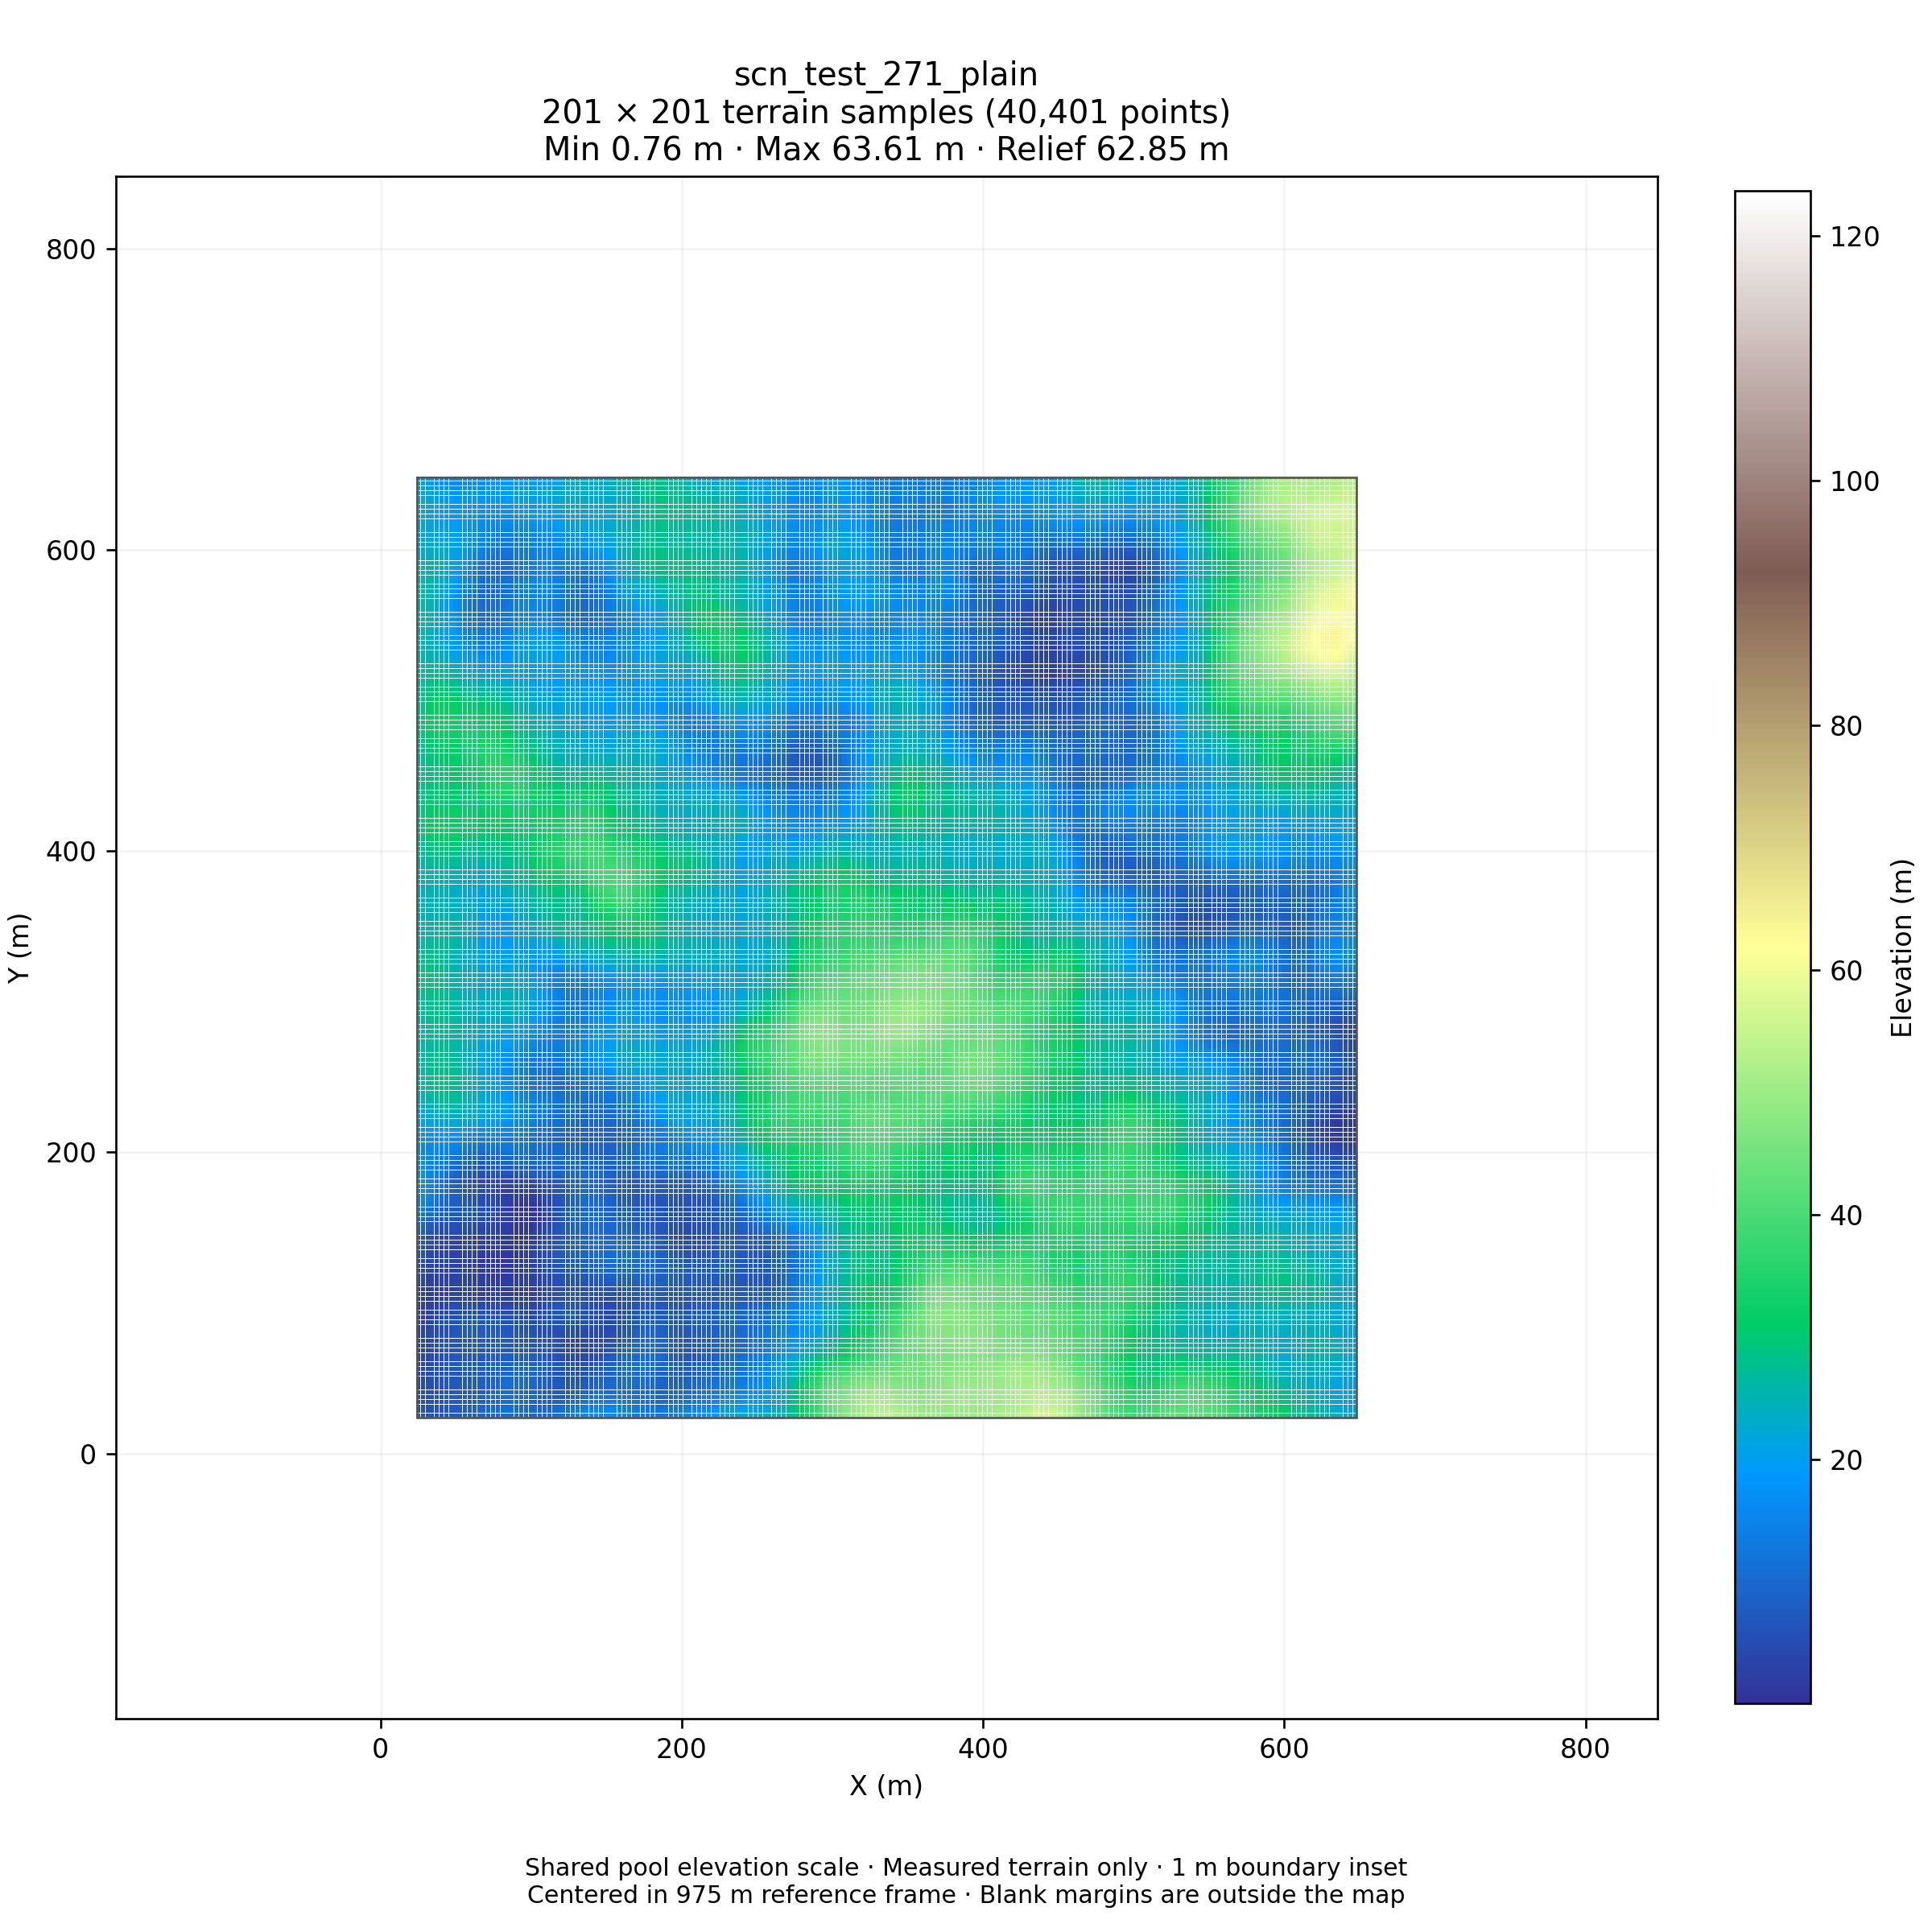 scn_test_271_plain
201 × 201 terrain samples (40,401 points)
Min 0.76 m · Max 63.61 m · Relief 62.85 m
800
600
400
200
0
Y (m)
0
200
400
600
800
X (m)
120
100
80
60
40
20
Elevation (m)
Shared pool elevation scale · Measured terrain only · 1 m boundary inset
Centered in 975 m reference frame · Blank margins are outside the map